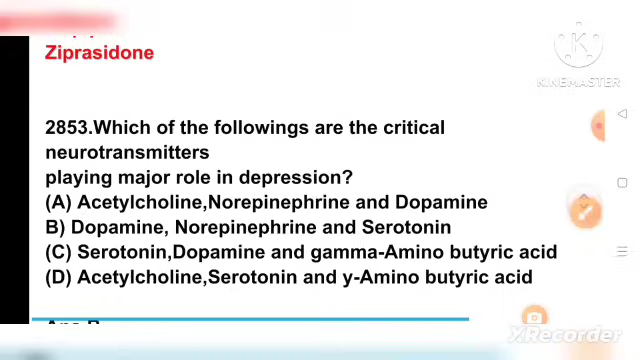 Ziprasidone
KINEMASTER
2853.Which of the followings are the critical
neurotransmitters
playing major role in depression?
(A) Acetylcholine,Norepinephrine and Dopamine
B) Dopamine, Norepinephrine and Serotonin
(C) Serotonin,Dopamine and gamma-Amino butyric acid
(D) Acetylcholine,Serotonin and y-Amino butyric acid
Ans B
XRecorder